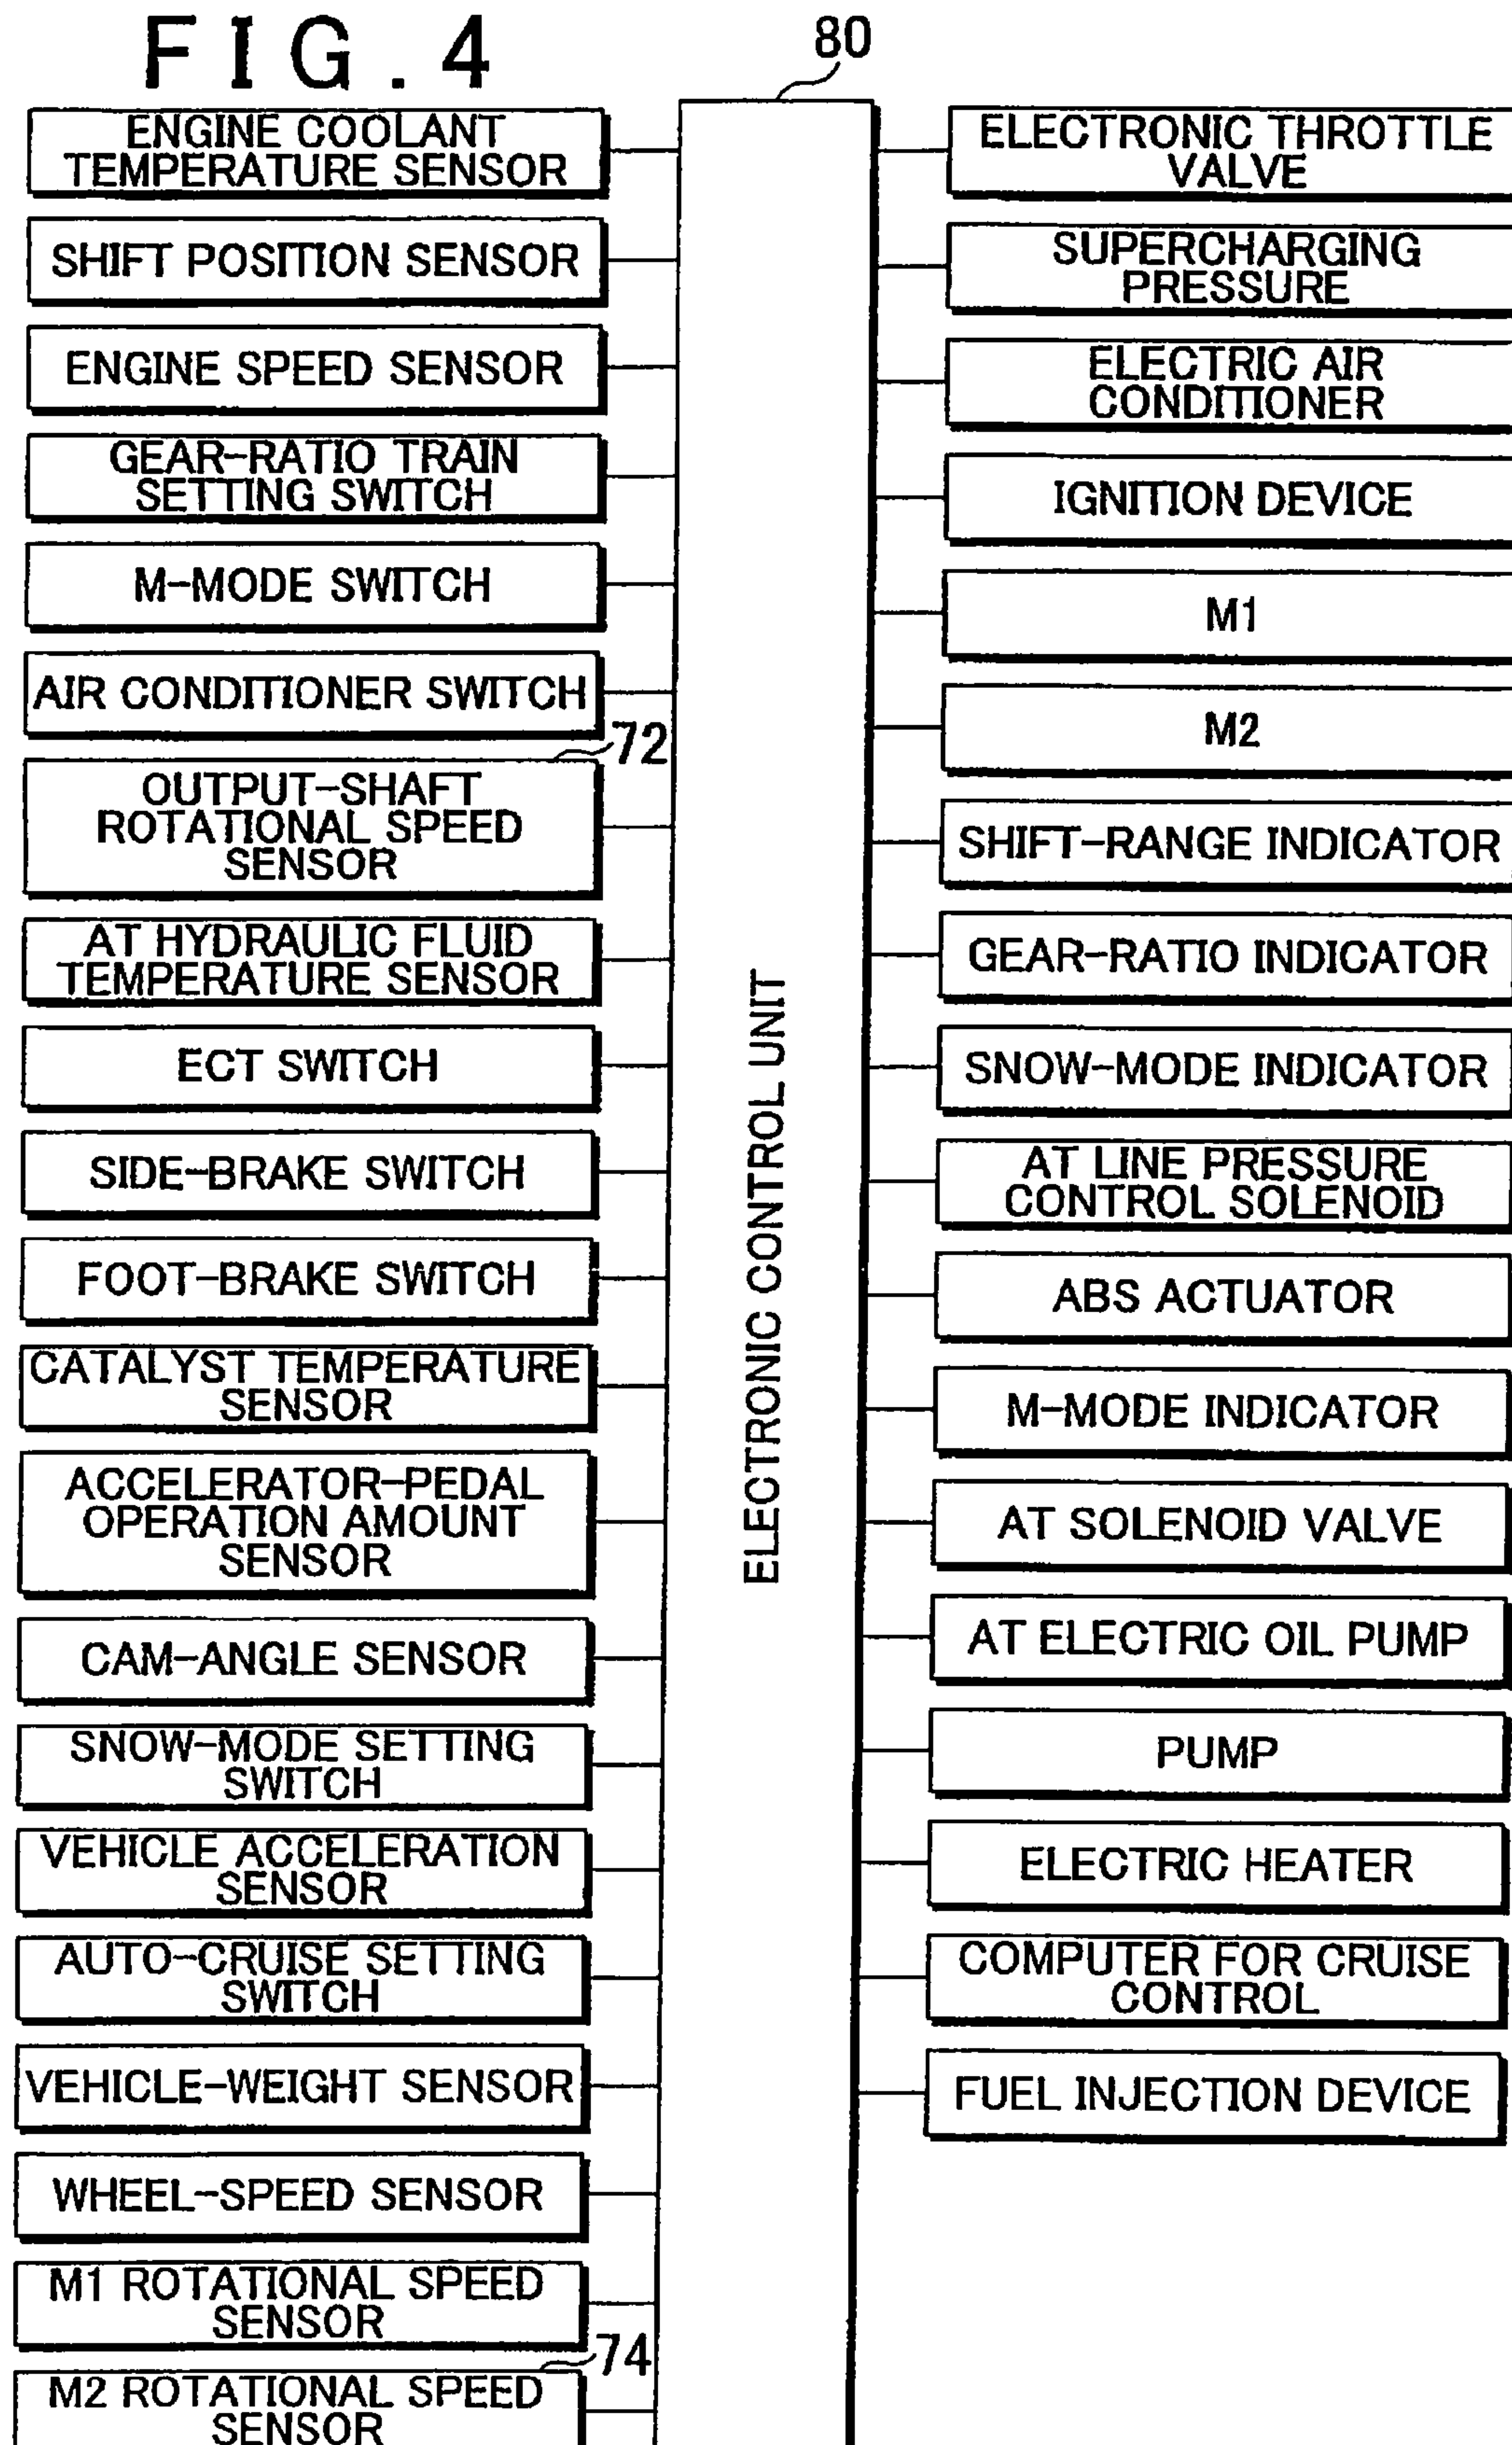 FIG. 4
80
ENGINE COOLANT
TEMPERATURE SENSOR
SHIFT POSITION SENSOR
ENGINE SPEED SENSOR
GEAR-RATIO TRAIN
SETTING SWITCH
M-MODE SWITCH
AIR CONDITIONER SWITCH
72
OUTPUT-SHAFT
ROTATIONAL SPEED
SENSOR
AT HYDRAULIC FLUID
TEMPERATURE SENSOR
ECT SWITCH
SIDE-BRAKE SWITCH
FOOT-BRAKE SWITCH
CATALYST TEMPERATURE
SENSOR
ACCELERATOR-PEDAL
OPERATION AMOUNT
SENSOR
CAM-ANGLE SENSOR
SNOW-MODE SETTING
SWITCH
VEHICLE ACCELERATION
SENSOR
AUTO-CRUISE SETTING
SWITCH
VEHICLE-WEIGHT SENSOR
WHEEL-SPEED SENSOR
M1 ROTATIONAL SPEED
SENSOR
74
M2 ROTATIONAL SPEED
SENSOR
ELECTRONIC CONTROL UNIT
ELECTRONIC THROTTLE
VALVE
SUPERCHARGING
PRESSURE
ELECTRIC AIR
CONDITIONER
IGNITION DEVICE
M1
M2
SHIFT-RANGE INDICATOR
GEAR-RATIO INDICATOR
SNOW-MODE INDICATOR
AT LINE PRESSURE
CONTROL SOLENOID
ABS ACTUATOR
M-MODE INDICATOR
AT SOLENOID VALVE
AT ELECTRIC OIL PUMP
PUMP
ELECTRIC HEATER
COMPUTER FOR CRUISE
CONTROL
FUEL INJECTION DEVICE